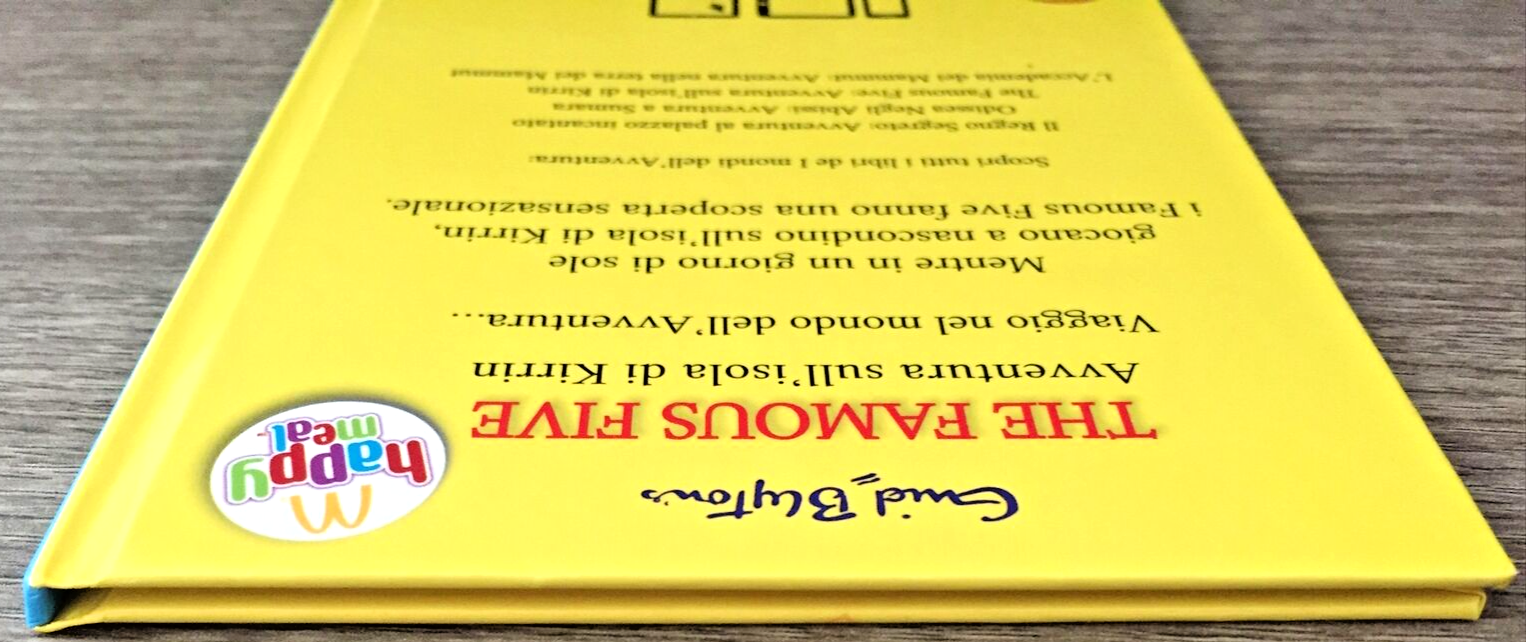 Enid Blyton's
THE FAMOUS FIVE
Avventura sull'isola di Kirrin
Viaggio nel mondo dell'Avventura...
Mentre in un giorno di sole
giocano a nascondino sull'isola di Kirrin,
i Famous Five fanno una scoperta sensazionale.
Scopri tutti i libri de I mondi dell'Avventura:
Il Regno Segreto: Avventura al palazzo incantato
Odissea Negli Abissi: Avventura a Sumara
The Famous Five: Avventura sull'isola di Kirrin
L'Accademia dei Mammut: Avventura nella terra dei Mammut
happy
meal